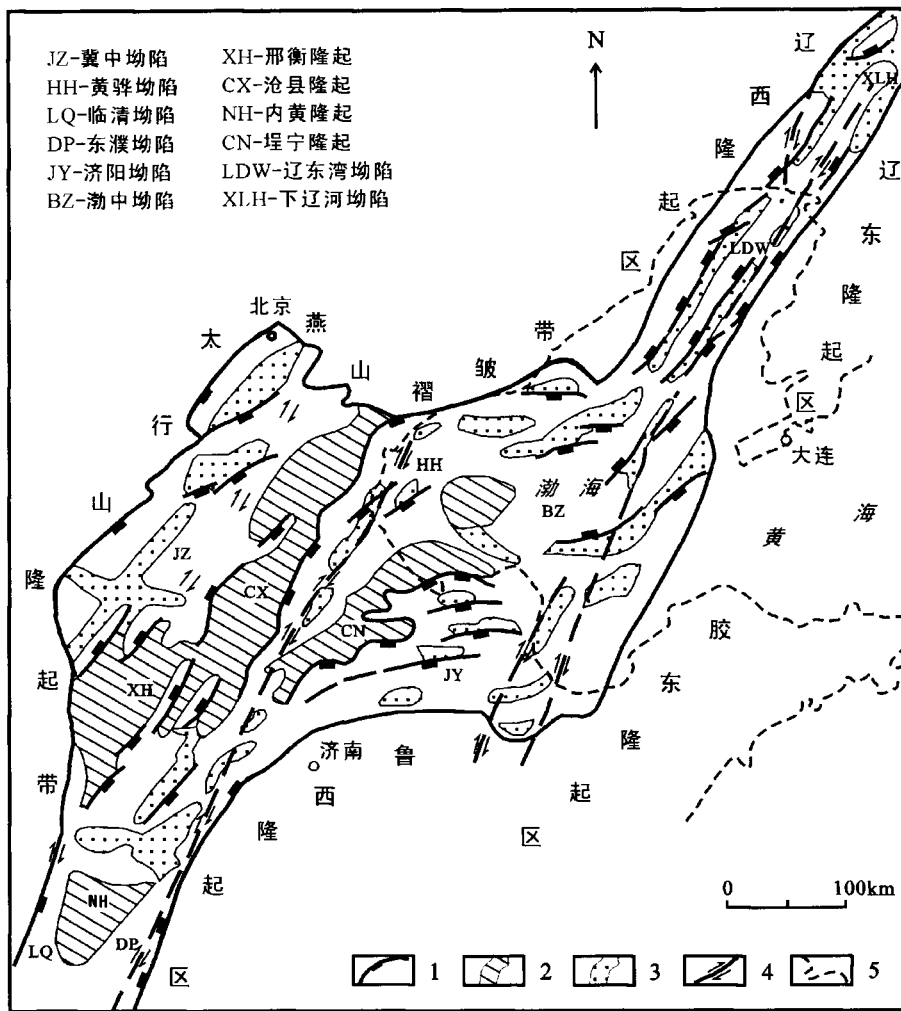 JZ-冀中坳陷 XH-邢衡隆起
HH-黄骅坳陷 CX-沧县隆起
LQ-临清坳陷 NH-内黄隆起
DP-东濮坳陷 CN-埕宁隆起
JY-济阳坳陷 LDW-辽东湾坳陷
BZ-渤中坳陷 XLH-下辽河坳陷
N
辽西隆起区
XLH
辽东隆起区
LDW
北京
燕山褶皱带
太行山隆起带
大连
HH
渤海
BZ
黄海
JZ
CX
CN
XH
JY
胶东隆起区
济南
鲁西隆起区
NH
LQ
DP
0 100km
1 2 3 4 5